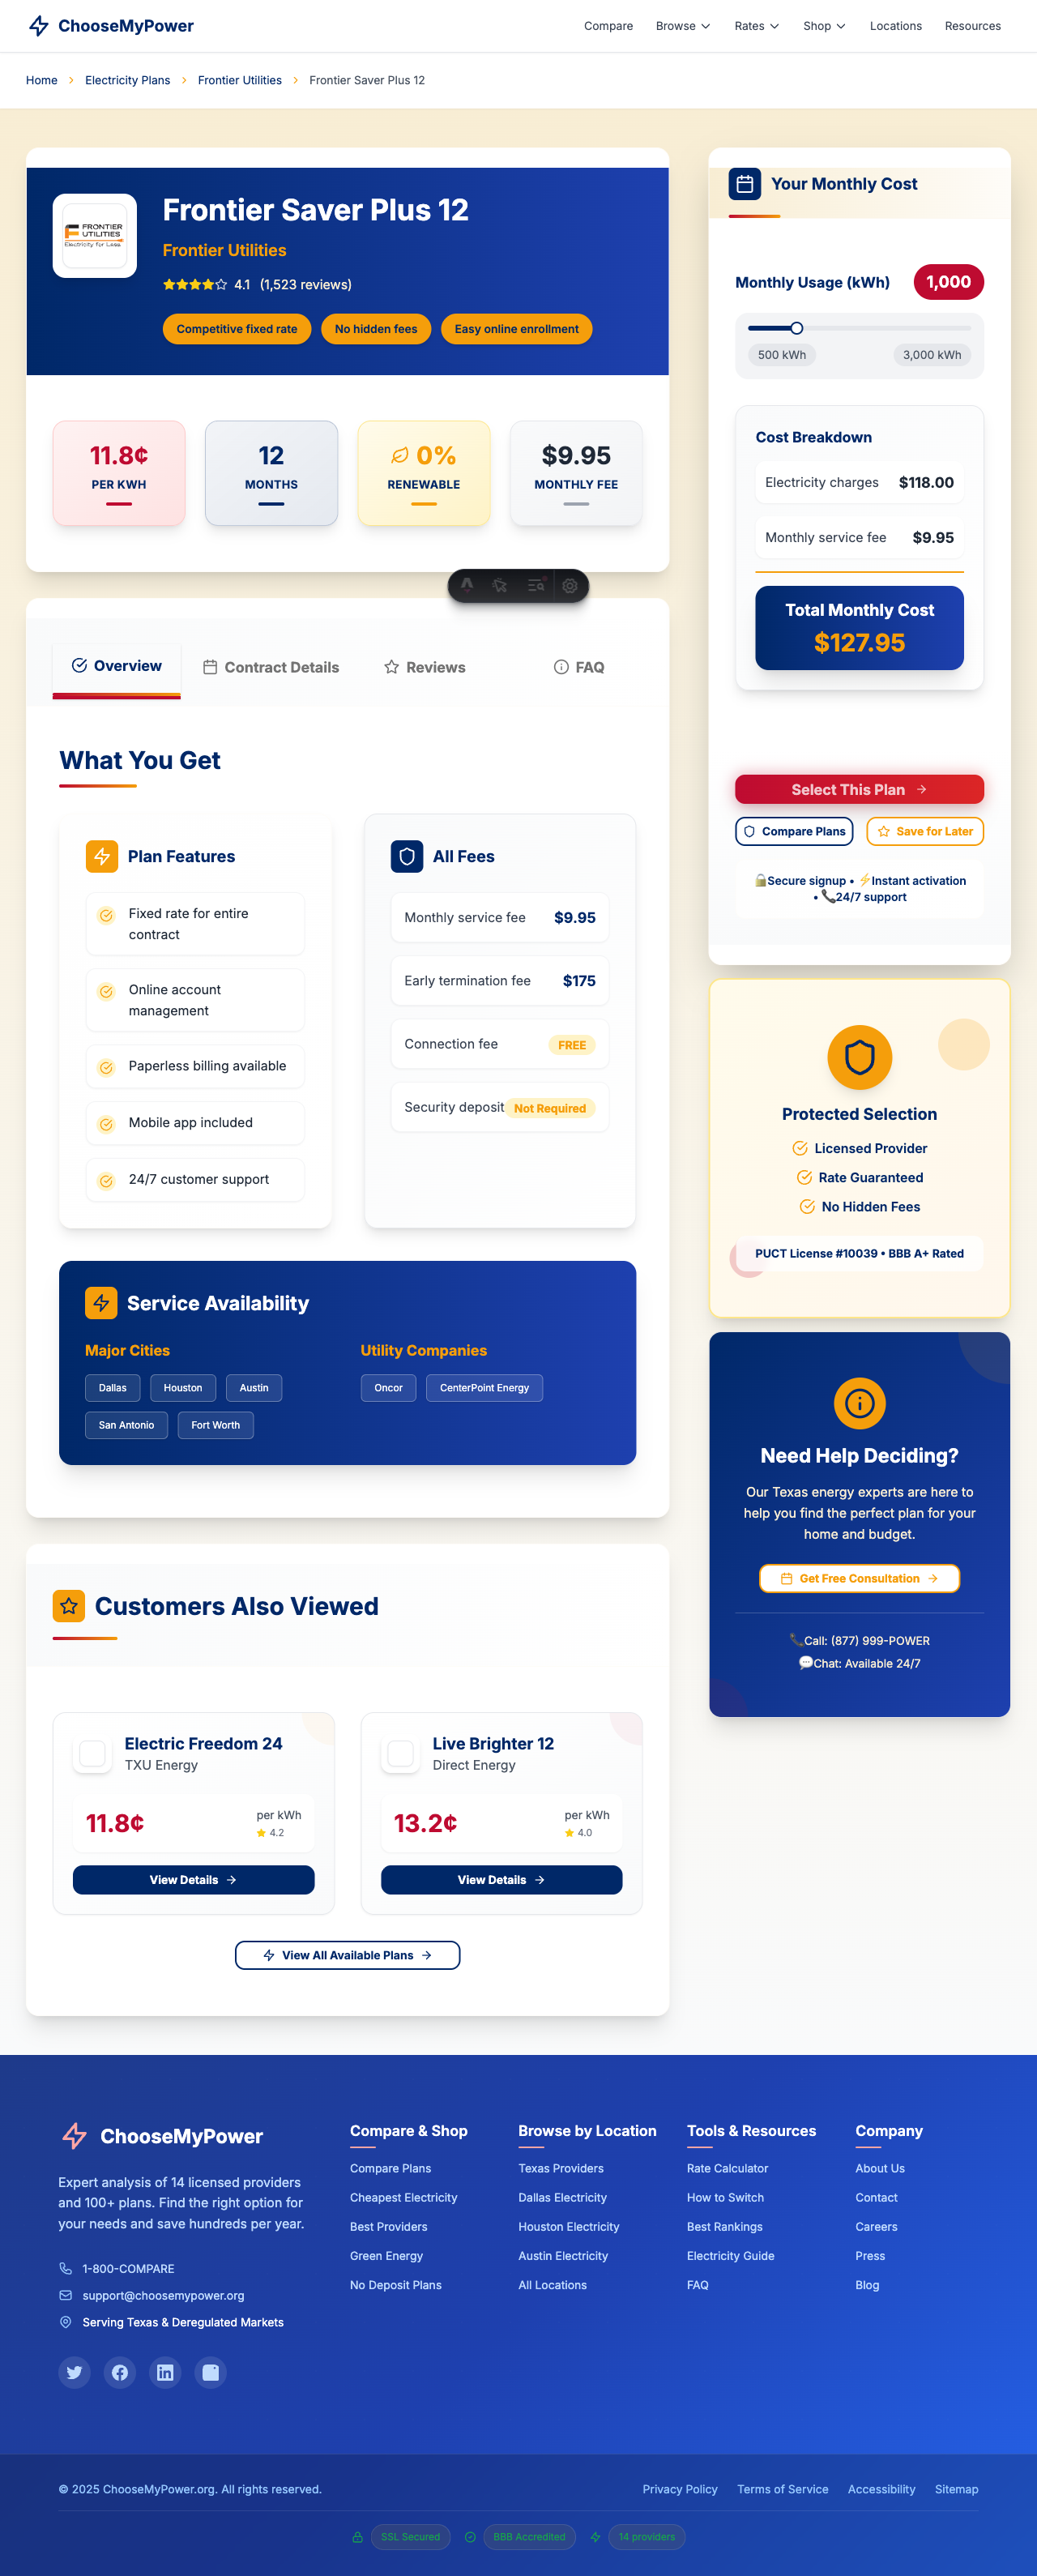 ChooseMyPower
Compare Browse Rates Shop Locations Resources
Home Electricity Plans Frontier Utilities Frontier Saver Plus 12
FRONTIER
UTILITIES
Electricity for Less.
Frontier Saver Plus 12
Frontier Utilities
4.1 (1,523 reviews)
Competitive fixed rate No hidden fees Easy online enrollment
11.8¢ 12 0% $9.95
PER KWH MONTHS RENEWABLE MONTHLY FEE
Overview Contract Details Reviews FAQ
What You Get
Plan Features
Fixed rate for entire
contract
Online account
management
Paperless billing available
Mobile app included
24/7 customer support
All Fees
Monthly service fee $9.95
Early termination fee $175
Connection fee FREE
Security deposit Not Required
Service Availability
Major Cities
Dallas Houston Austin
San Antonio Fort Worth
Utility Companies
Oncor CenterPoint Energy
Customers Also Viewed
Electric Freedom 24
TXU Energy
11.8¢ per kWh
4.2
View Details
Live Brighter 12
Direct Energy
13.2¢ per kWh
4.0
View Details
View All Available Plans
Your Monthly Cost
Monthly Usage (kWh) 1,000
500 kWh 3,000 kWh
Cost Breakdown
Electricity charges $118.00
Monthly service fee $9.95
Total Monthly Cost
$127.95
Select This Plan
Compare Plans Save for Later
🔒Secure signup • ⚡Instant activation
• 📞24/7 support
Protected Selection
Licensed Provider
Rate Guaranteed
No Hidden Fees
PUCT License #10039 • BBB A+ Rated
Need Help Deciding?
Our Texas energy experts are here to
help you find the perfect plan for your
home and budget.
Get Free Consultation
📞Call: (877) 999-POWER
💬Chat: Available 24/7
ChooseMyPower
Expert analysis of 14 licensed providers
and 100+ plans. Find the right option for
your needs and save hundreds per year.
1-800-COMPARE
support@choosemypower.org
Serving Texas & Deregulated Markets
Compare & Shop
Compare Plans
Cheapest Electricity
Best Providers
Green Energy
No Deposit Plans
Browse by Location
Texas Providers
Dallas Electricity
Houston Electricity
Austin Electricity
All Locations
Tools & Resources
Rate Calculator
How to Switch
Best Rankings
Electricity Guide
FAQ
Company
About Us
Contact
Careers
Press
Blog
© 2025 ChooseMyPower.org. All rights reserved.
Privacy Policy Terms of Service Accessibility Sitemap
SSL Secured BBB Accredited 14 providers